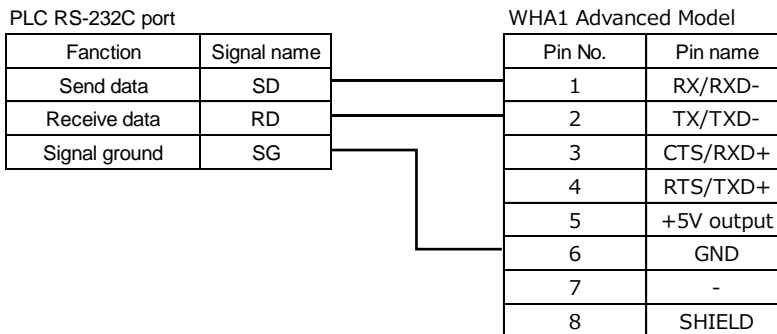 PLC RS-232C port
WHA1 Advanced Model
Fanction Signal name
Pin No. Pin name
Send data SD
1 RX/RXD-
Receive data RD
2 TX/TXD-
Signal ground SG
3 CTS/RXD+
4 RTS/TXD+
5 +5V output
6 GND
7 -
8 SHIELD